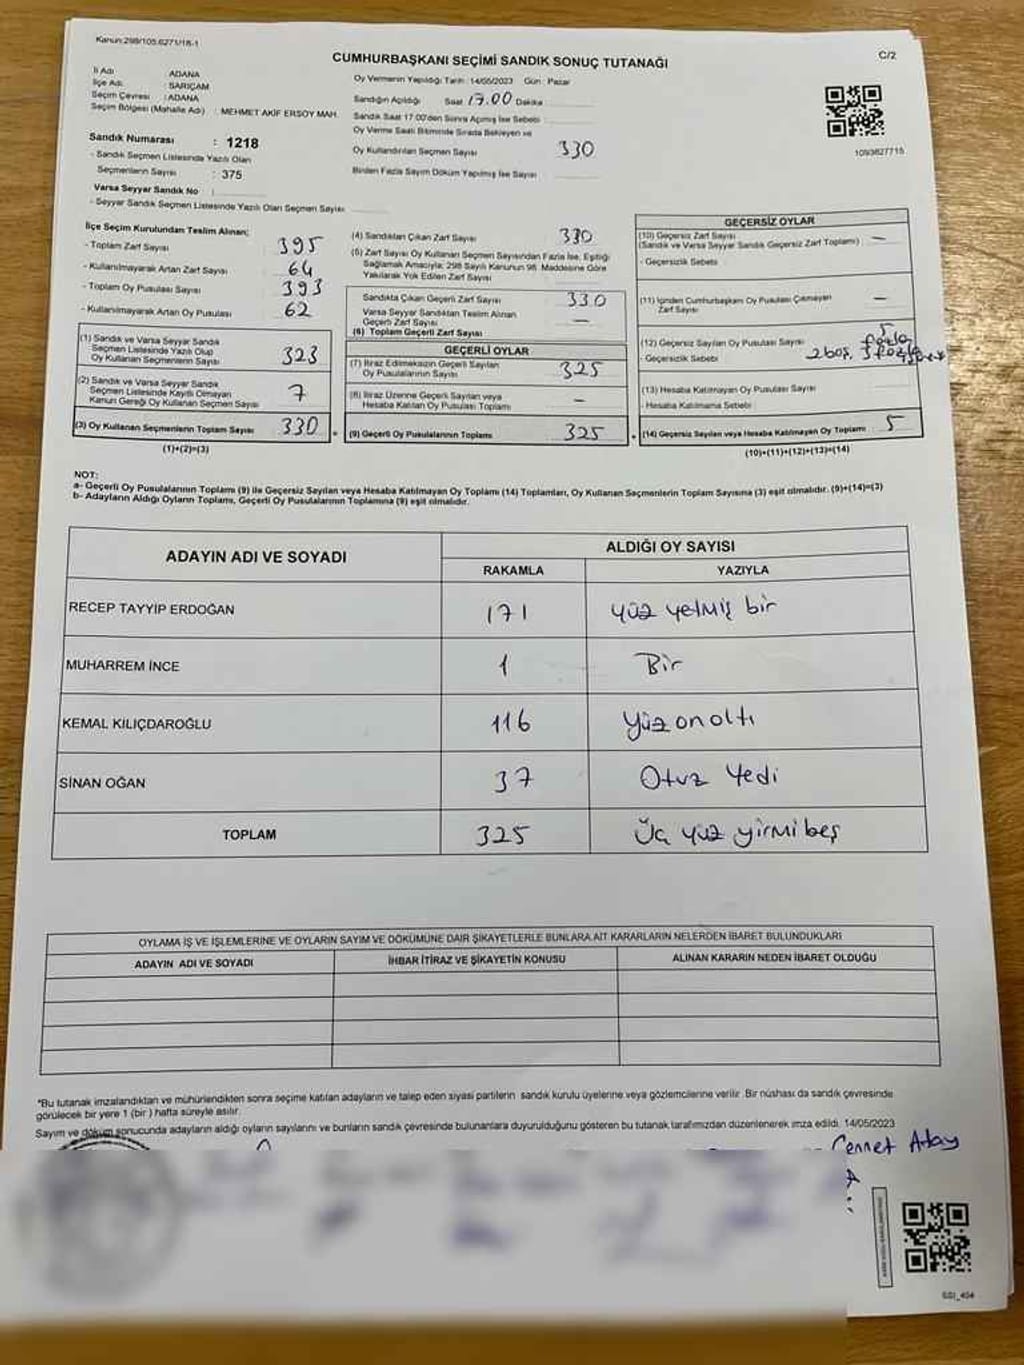 Kanun:298/105.6271/18-1
CUMHURBAŞKANI SEÇİMİ SANDIK SONUÇ TUTANAĞI
C/2
İl Adı : ADANA
İlçe Adı : SARIÇAM
Seçim Çevresi : ADANA
Seçim Bölgesi (Mahalle Adı) : MEHMET AKİF ERSOY MAH.
Oy Vermenin Yapıldığı Tarih: 14/05/2023 Gün : Pazar
Sandığın Açıldığı Saat 17.00 Dakika
Sandık Saat 17.00'den Sonra Açılmış İse Sebebi
Oy Verme Saati Bitiminde Sırada Bekleyen ve
Oy Kullandırılan Seçmen Sayısı 330
Birden Fazla Sayım Döküm Yapılmış İse Sayısı
1093827715
Sandık Numarası : 1218
- Sandık Seçmen Listesinde Yazılı Olan
Seçmenlerin Sayısı : 375
Varsa Seyyar Sandık No :
- Seyyar Sandık Seçmen Listesinde Yazılı Olan Seçmen Sayısı
İlçe Seçim Kurulundan Teslim Alınan;
- Toplam Zarf Sayısı 395
- Kullanılmayarak Artan Zarf Sayısı 64
- Toplam Oy Pusulası Sayısı 393
- Kullanılmayarak Artan Oy Pusulası 62
(1) Sandık ve Varsa Seyyar Sandık
Seçmen Listesinde Yazılı Olup
Oy Kullanan Seçmenlerin Sayısı 323
(2) Sandık ve Varsa Seyyar Sandık
Seçmen Listesinde Kayıtlı Olmayan
Kanun Gereği Oy Kullanan Seçmen Sayısı 7
(3) Oy Kullanan Seçmenlerin Toplam Sayısı 330
(1)+(2)=(3)
(4) Sandıktan Çıkan Zarf Sayısı 330
(5) Zarf Sayısı Oy Kullanan Seçmen Sayısından Fazla İse, Eşitliği
Sağlamak Amacıyla; 298 Sayılı Kanunun 98. Maddesine Göre
Yakılarak Yok Edilen Zarf Sayısı
Sandıkta Çıkan Geçerli Zarf Sayısı 330
Varsa Seyyar Sandıktan Teslim Alınan
Geçerli Zarf Sayısı —
(6) Toplam Geçerli Zarf Sayısı
GEÇERLİ OYLAR
(7) İtiraz Edilmeksizin Geçerli Sayılan
Oy Pusulalarının Sayısı 325
(8) İtiraz Üzerine Geçerli Sayılan veya
Hesaba Katılan Oy Pusulası Toplamı —
= (9) Geçerli Oy Pusulalarının Toplamı 325
GEÇERSİZ OYLAR
(10) Geçersiz Zarf Sayısı —
(Sandık ve Varsa Seyyar Sandık Geçersiz Zarf Toplamı)
- Geçersizlik Sebebi
(11) İçinden Cumhurbaşkanı Oy Pusulası Çıkmayan
Zarf Sayısı —
(12) Geçersiz Sayılan Oy Pusulası Sayısı 5
- Geçersizlik Sebebi 2 boş, 3 fazla
(13) Hesaba Katılmayan Oy Pusulası Sayısı
- Hesaba Katılmama Sebebi
+ (14) Geçersiz Sayılan veya Hesaba Katılmayan Oy Toplamı 5
(10)+(11)+(12)+(13)=(14)
NOT:
a- Geçerli Oy Pusulalarının Toplamı (9) ile Geçersiz Sayılan veya Hesaba Katılmayan Oy Toplamı (14) Toplamları, Oy Kullanan Seçmenlerin Toplam Sayısına (3) eşit olmalıdır. (9)+(14)=(3)
b- Adayların Aldığı Oyların Toplamı, Geçerli Oy Pusulalarının Toplamına (9) eşit olmalıdır.
ADAYIN ADI VE SOYADI
ALDIĞI OY SAYISI
RAKAMLA YAZIYLA
RECEP TAYYİP ERDOĞAN 171 yüz yetmiş bir
MUHARREM İNCE 1 Bir
KEMAL KILIÇDAROĞLU 116 yüz on altı
SİNAN OĞAN 37 Otuz Yedi
TOPLAM 325 Üç yüz yirmi beş
OYLAMA İŞ VE İŞLEMLERİNE VE OYLARIN SAYIM VE DÖKÜMÜNE DAİR ŞİKAYETLERLE BUNLARA AİT KARARLARIN NELERDEN İBARET BULUNDUKLARI
ADAYIN ADI VE SOYADI İHBAR İTİRAZ VE ŞİKAYETİN KONUSU ALINAN KARARIN NEDEN İBARET OLDUĞU
"Bu tutanak imzalandıktan ve mühürlendikten sonra seçime katılan adayların ve talep eden siyasi partilerin sandık kurulu üyelerine veya gözlemcilerine verilir. Bir nüshası da sandık çevresinde
görülecek bir yere 1 (bir) hafta süreyle asılır.
Sayım ve döküm sonucunda adayların aldığı oyların sayılarını ve bunların sandık çevresinde bulunanlara duyurulduğunu gösteren bu tutanak tarafımızdan düzenlenerek imza edildi. 14/05/2023
Cennet Atay